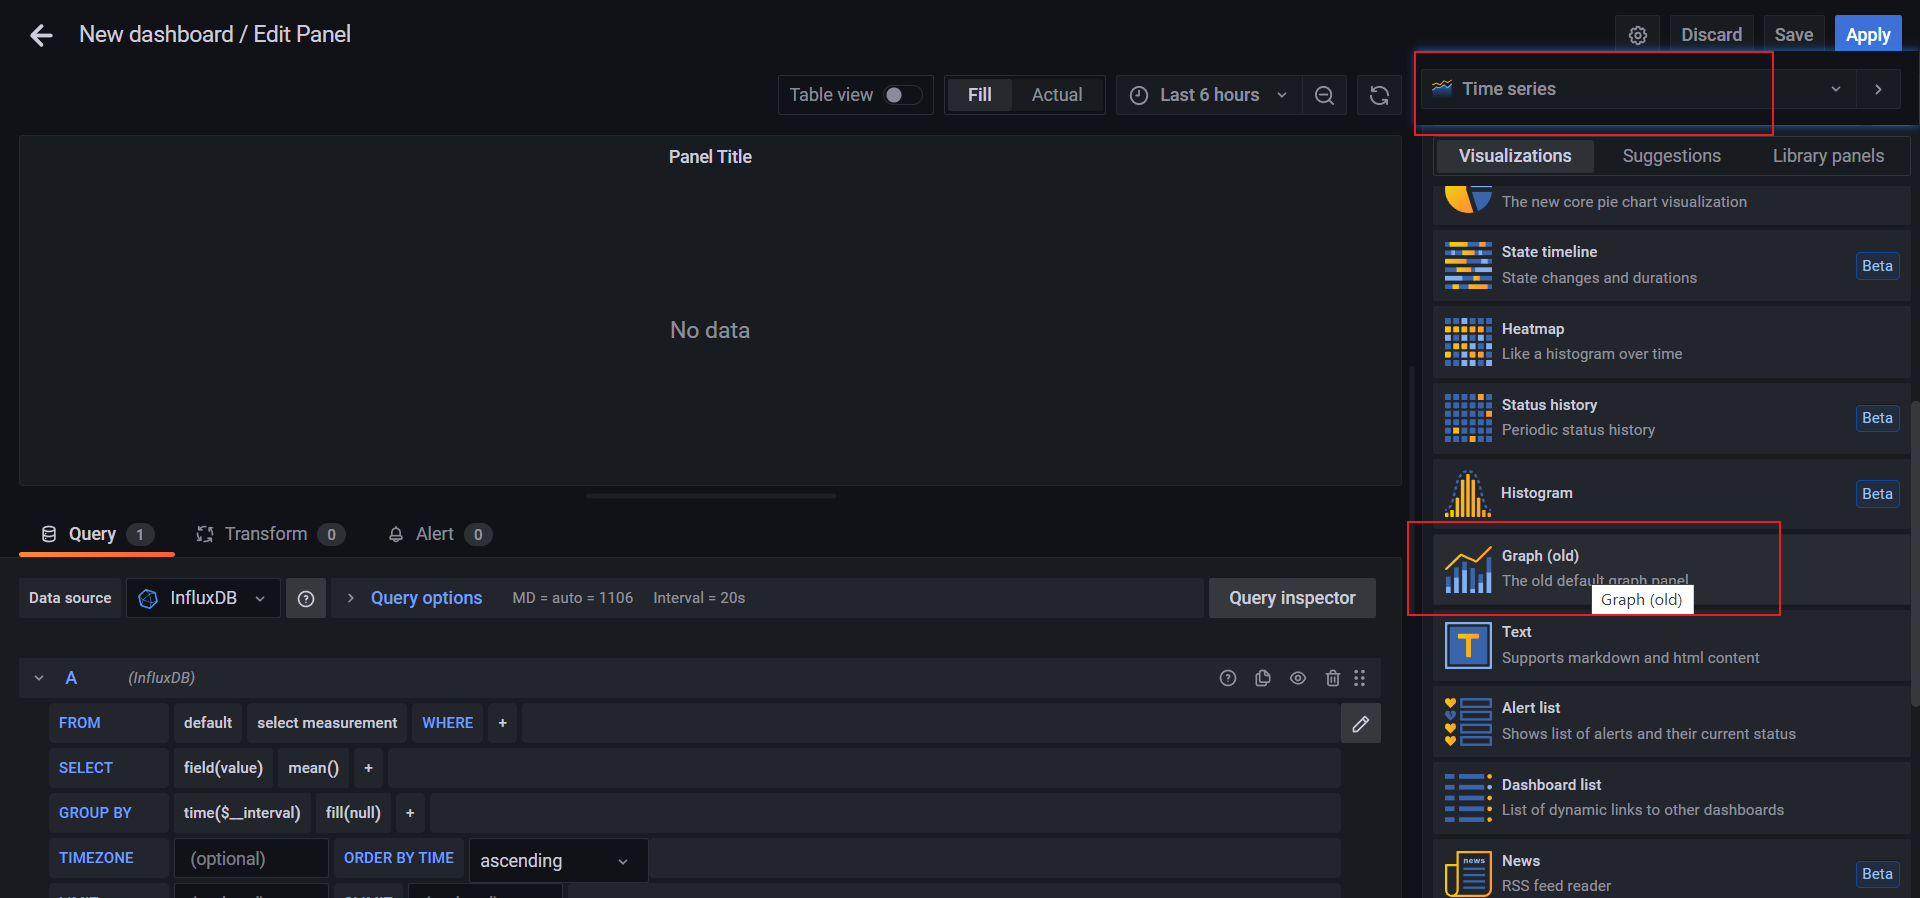 New dashboard / Edit Panel
Discard
Save
Apply
Table view
Fill
Actual
Last 6 hours
Time series
Visualizations
Suggestions
Library panels
Panel Title
No data
The new core pie chart visualization
State timeline
State changes and durations
Beta
Heatmap
Like a histogram over time
Status history
Periodic status history
Beta
Histogram
Beta
Graph (old)
The old default graph panel
Graph (old)
Text
Supports markdown and html content
Alert list
Shows list of alerts and their current status
Dashboard list
List of dynamic links to other dashboards
news
News
RSS feed reader
Beta
Query 1
Transform 0
Alert 0
Data source
InfluxDB
Query options
MD = auto = 1106
Interval = 20s
Query inspector
A
(InfluxDB)
FROM
default
select measurement
WHERE
+
SELECT
field(value)
mean()
+
GROUP BY
time($__interval)
fill(null)
+
TIMEZONE
(optional)
ORDER BY TIME
ascending